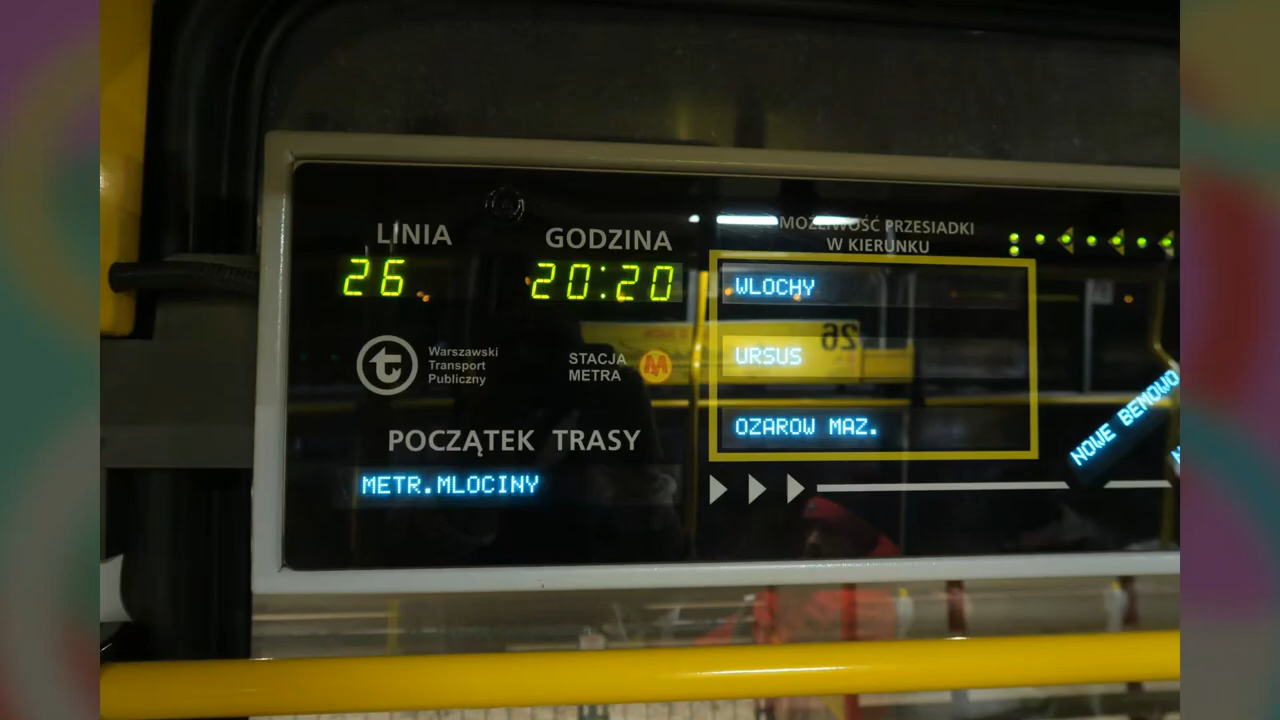 LINIA
26
GODZINA
20:20
Warszawski
Transport
Publiczny
STACJA
METRA
M
POCZĄTEK TRASY
METR.MLOCINY
MOŻLIWOŚĆ PRZESIADKI
W KIERUNKU
WLOCHY
26
URSUS
OZAROW MAZ.
NOWE BEMOWO